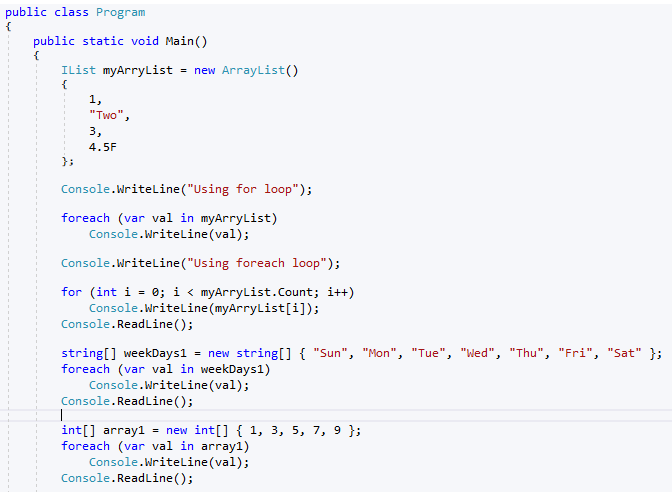 public class Program
{
public static void Main()
{
IList myArryList = new ArrayList()
{
1,
"Two",
3,
4.5F
};
Console.WriteLine("Using for loop");
foreach (var val in myArryList)
Console.WriteLine(val);
Console.WriteLine("Using foreach loop");
for (int i = 0; i < myArryList.Count; i++)
Console.WriteLine(myArryList[i]);
Console.ReadLine();
string[] weekDays1 = new string[] { "Sun", "Mon", "Tue", "Wed", "Thu", "Fri", "Sat" };
foreach (var val in weekDays1)
Console.WriteLine(val);
Console.ReadLine();
int[] array1 = new int[] { 1, 3, 5, 7, 9 };
foreach (var val in array1)
Console.WriteLine(val);
Console.ReadLine();